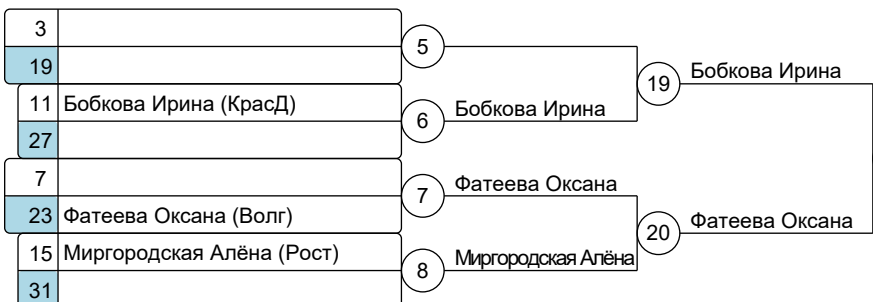 3
5
19
19 Бобкова Ирина
11 Бобкова Ирина (КрасД)
6 Бобкова Ирина
27
7
7 Фатеева Оксана
23 Фатеева Оксана (Волг)
20 Фатеева Оксана
15 Миргородская Алёна (Рост)
8 Миргородская Алёна
31